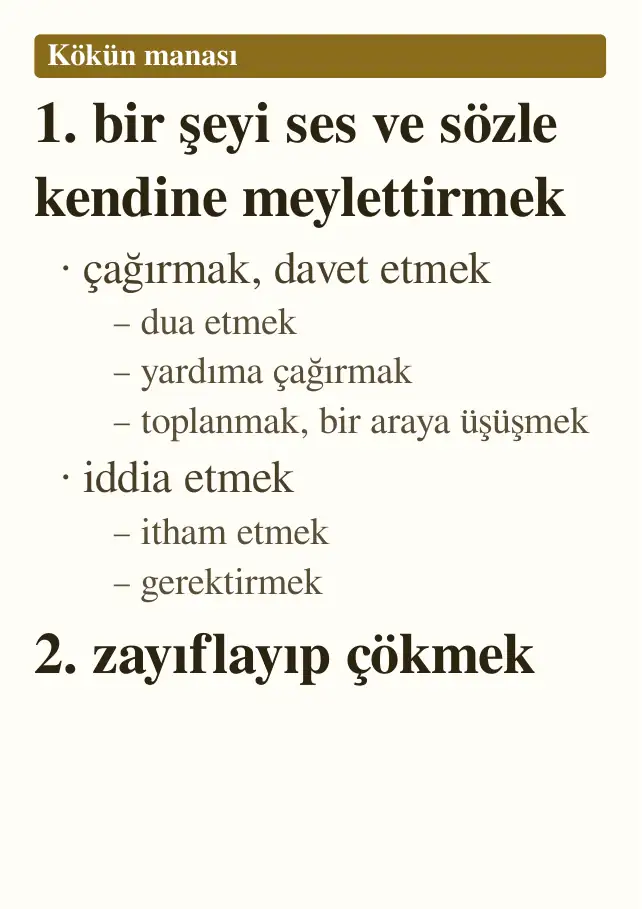 Kökün manası
1. bir şeyi ses ve sözle
kendine meylettirmek
· çağırmak, davet etmek
– dua etmek
– yardıma çağırmak
– toplanmak, bir araya üşüşmek
· iddia etmek
– itham etmek
– gerektirmek
2. zayıflayıp çökmek